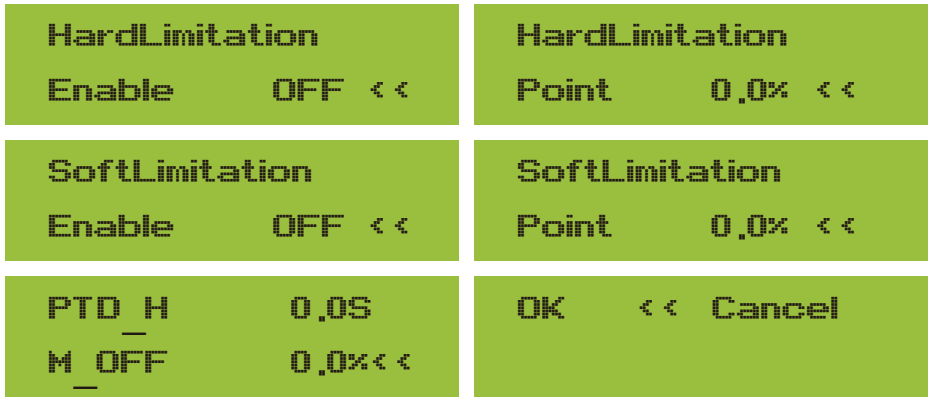 HardLimitation
Enable OFF <<
HardLimitation
Point 0.0% <<
SoftLimitation
Enable OFF <<
SoftLimitation
Point 0.0% <<
PTD_H 0.0S
M_OFF 0.0%<<
OK << Cancel